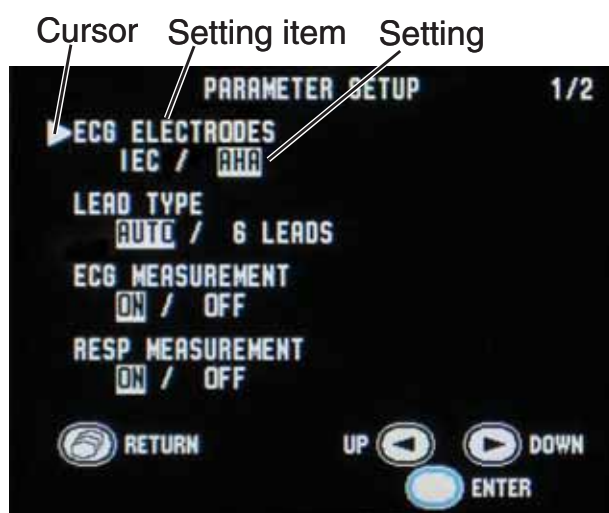 Cursor Setting item Setting
PARAMETER SETUP 1/2
ECG ELECTRODES
IEC / AHA
LEAD TYPE
AUTO / 6 LEADS
ECG MEASUREMENT
ON / OFF
RESP MEASUREMENT
ON / OFF
RETURN UP DOWN
ENTER